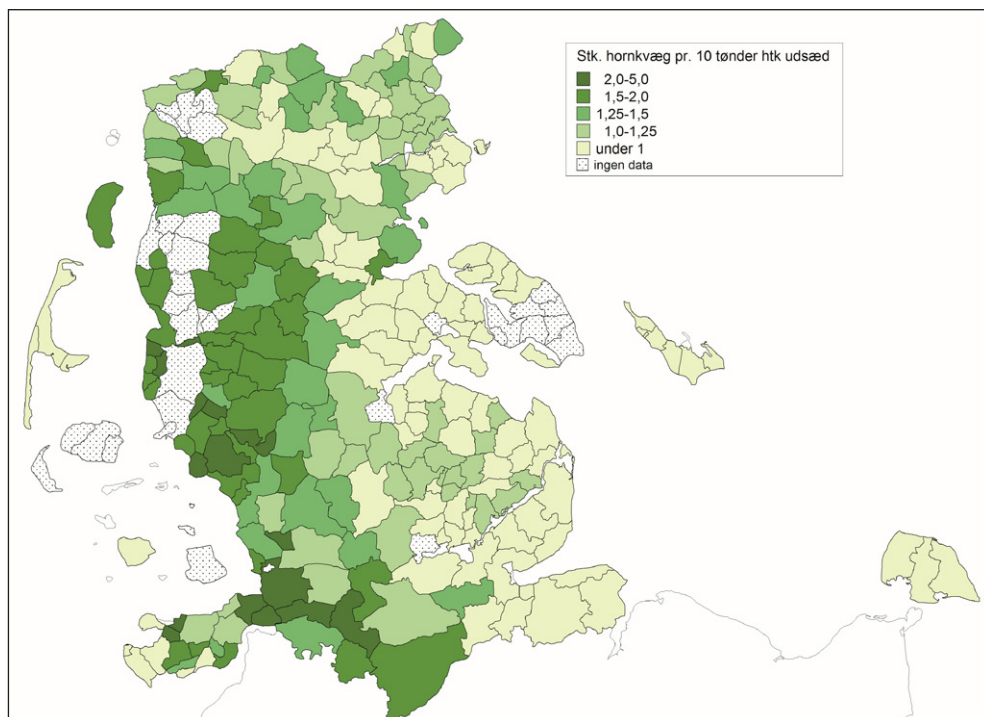 Stk. hornkvæg pr. 10 tønder htk udsæd
2,0-5,0
1,5-2,0
1,25-1,5
1,0-1,25
under 1
ingen data